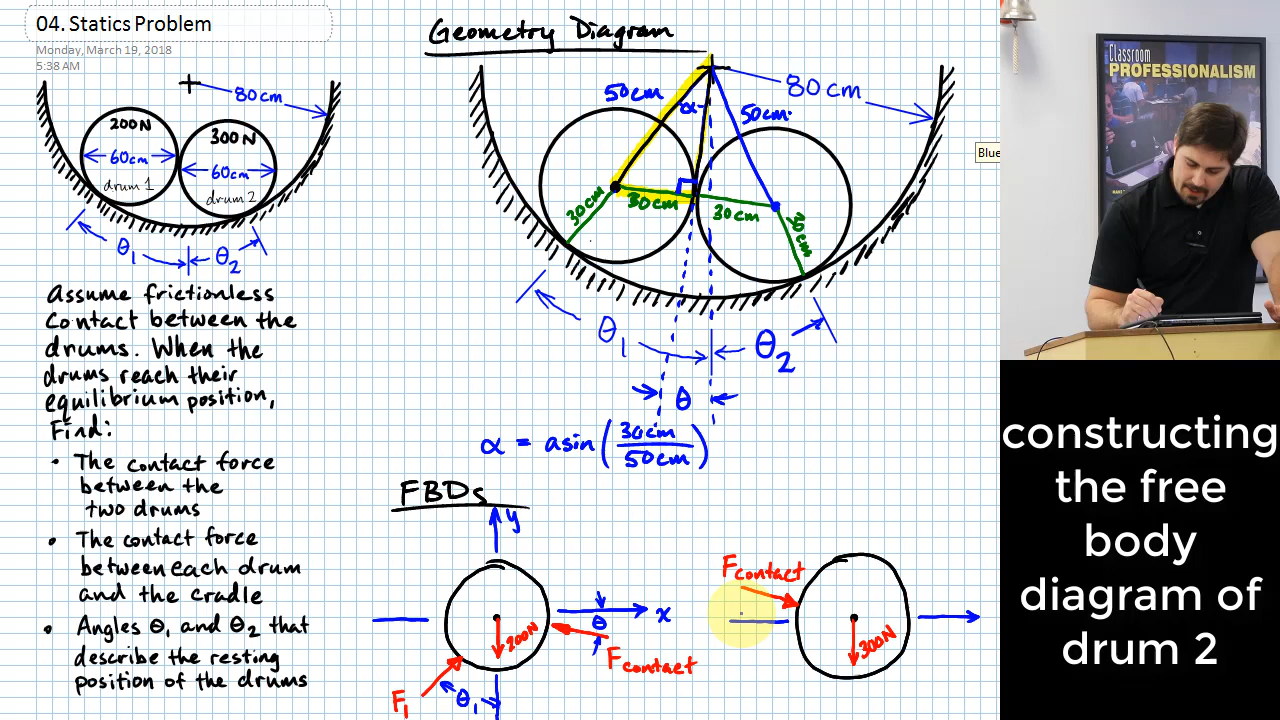 04. Statics Problem
Monday, March 19, 2018
5:38 AM
80cm
200N
300N
60cm
60cm
drum 1
drum 2
θ₁
θ₂
Assume frictionless
Contact between the
drums. When the
drums reach their
equilibrium position,
Find:
• The contact force
between the
two drums
• The contact force
between each drum
and the cradle
• Angles θ₁ and θ₂ that
describe the resting
position of the drums
Geometry Diagram
50cm
α
50cm
80cm
30cm
30cm
30cm
30cm
θ₁
θ₂
θ
α = asin(30cm/50cm)
FBDs
y
x
θ
200N
Fcontact
F₁
θ₁
Fcontact
300N
Blue
Classroom
PROFESSIONALISM
constructing
the free
body
diagram of
drum 2